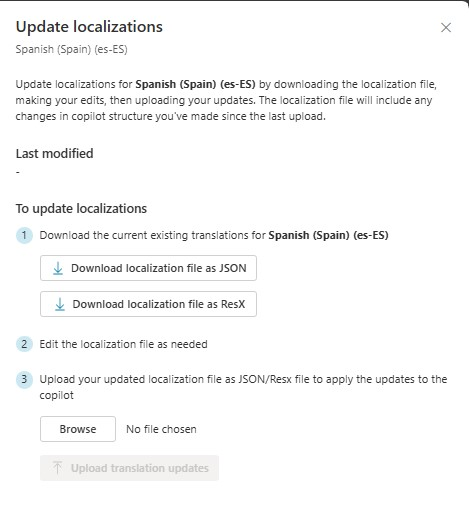 Update localizations
Spanish (Spain) (es-ES)
Update localizations for Spanish (Spain) (es-ES) by downloading the localization file,
making your edits, then uploading your updates. The localization file will include any
changes in copilot structure you've made since the last upload.
Last modified
-
To update localizations
1 Download the current existing translations for Spanish (Spain) (es-ES)
Download localization file as JSON
Download localization file as ResX
2 Edit the localization file as needed
3 Upload your updated localization file as JSON/Resx file to apply the updates to the
copilot
Browse No file chosen
Upload translation updates